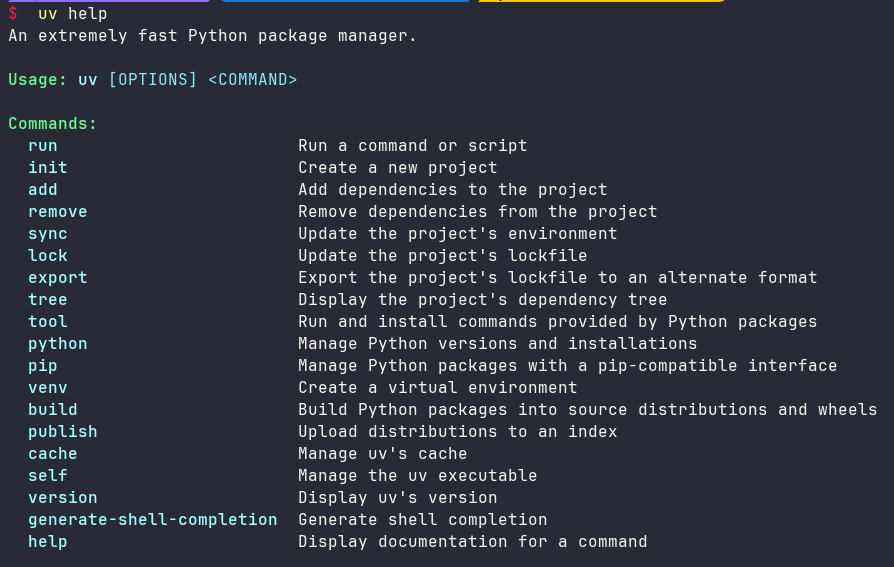 $  uv help
An extremely fast Python package manager.

Usage: uv [OPTIONS] <COMMAND>

Commands:
  run                        Run a command or script
  init                       Create a new project
  add                        Add dependencies to the project
  remove                     Remove dependencies from the project
  sync                       Update the project's environment
  lock                       Update the project's lockfile
  export                     Export the project's lockfile to an alternate format
  tree                       Display the project's dependency tree
  tool                       Run and install commands provided by Python packages
  python                     Manage Python versions and installations
  pip                        Manage Python packages with a pip-compatible interface
  venv                       Create a virtual environment
  build                      Build Python packages into source distributions and wheels
  publish                    Upload distributions to an index
  cache                      Manage uv's cache
  self                       Manage the uv executable
  version                    Display uv's version
  generate-shell-completion  Generate shell completion
  help                       Display documentation for a command